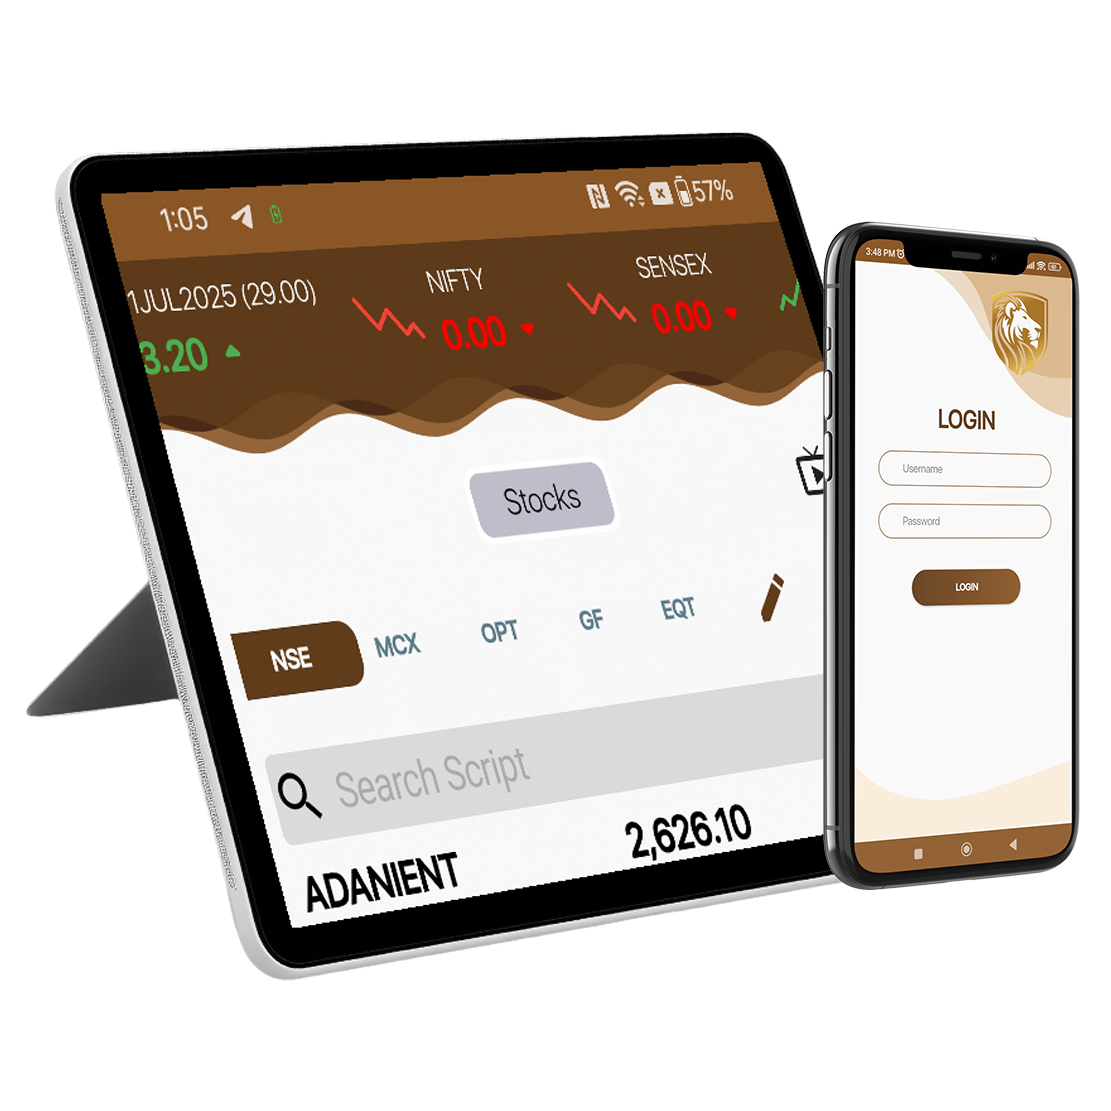 1:05
57%
1JUL2025 (29.00)
3.20
NIFTY
0.00
SENSEX
0.00
Stocks
NSE
MCX
OPT
GF
EQT
Search Script
ADANIENT
2,626.10
3:48 PM
LOGIN
Username
Password
LOGIN